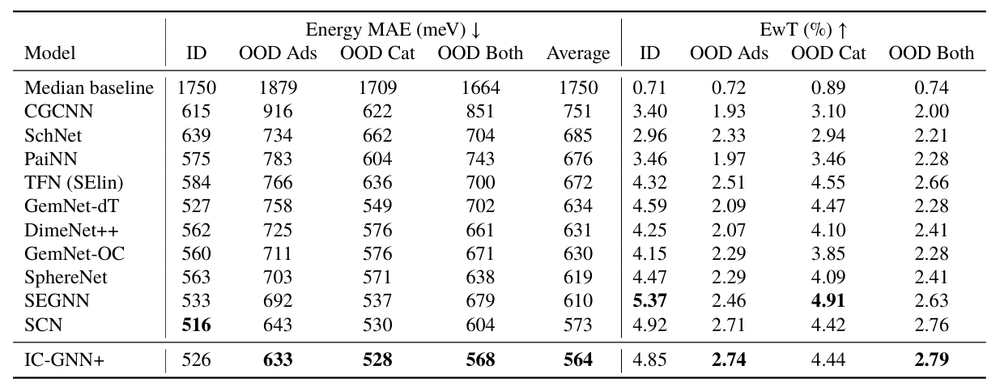 Energy MAE (meV) ↓ EwT (%) ↑
Model ID OOD Ads OOD Cat OOD Both Average ID OOD Ads OOD Cat OOD Both
Median baseline 1750 1879 1709 1664 1750 0.71 0.72 0.89 0.74
CGCNN 615 916 622 851 751 3.40 1.93 3.10 2.00
SchNet 639 734 662 704 685 2.96 2.33 2.94 2.21
PaiNN 575 783 604 743 676 3.46 1.97 3.46 2.28
TFN (SElin) 584 766 636 700 672 4.32 2.51 4.55 2.66
GemNet-dT 527 758 549 702 634 4.59 2.09 4.47 2.28
DimeNet++ 562 725 576 661 631 4.25 2.07 4.10 2.41
GemNet-OC 560 711 576 671 630 4.15 2.29 3.85 2.28
SphereNet 563 703 571 638 619 4.47 2.29 4.09 2.41
SEGNN 533 692 537 679 610 5.37 2.46 4.91 2.63
SCN 516 643 530 604 573 4.92 2.71 4.42 2.76
IC-GNN+ 526 633 528 568 564 4.85 2.74 4.44 2.79